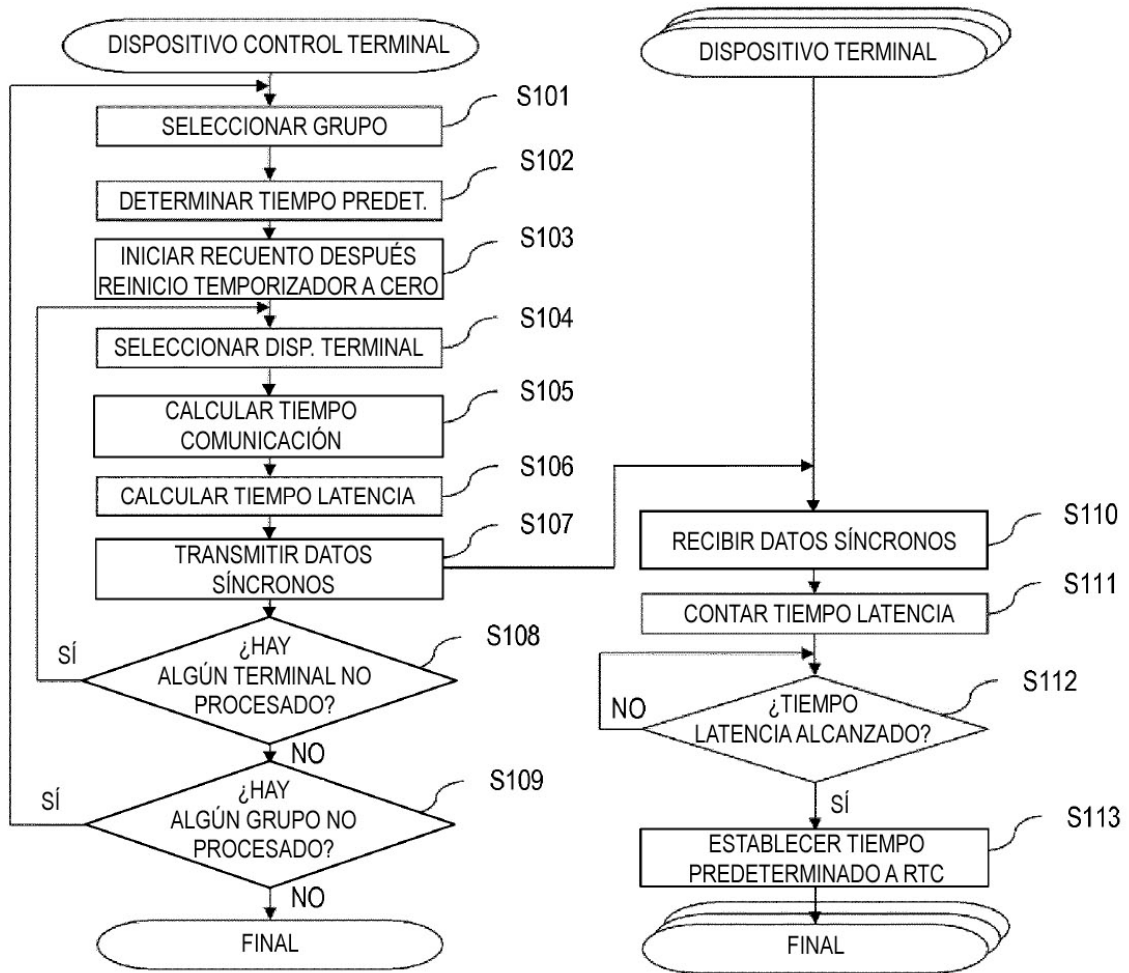 DISPOSITIVO CONTROL TERMINAL
S101
SELECCIONAR GRUPO
S102
DETERMINAR TIEMPO PREDET.
S103
INICIAR RECUENTO DESPUÉS
REINICIO TEMPORIZADOR A CERO
S104
SELECCIONAR DISP. TERMINAL
S105
CALCULAR TIEMPO
COMUNICACIÓN
S106
CALCULAR TIEMPO LATENCIA
S107
TRANSMITIR DATOS
SÍNCRONOS
S108
¿HAY
ALGÚN TERMINAL NO
PROCESADO?
SÍ
NO
S109
¿HAY
ALGÚN GRUPO NO
PROCESADO?
SÍ
NO
FINAL
DISPOSITIVO TERMINAL
S110
RECIBIR DATOS SÍNCRONOS
S111
CONTAR TIEMPO LATENCIA
S112
¿TIEMPO
LATENCIA ALCANZADO?
NO
SÍ
S113
ESTABLECER TIEMPO
PREDETERMINADO A RTC
FINAL